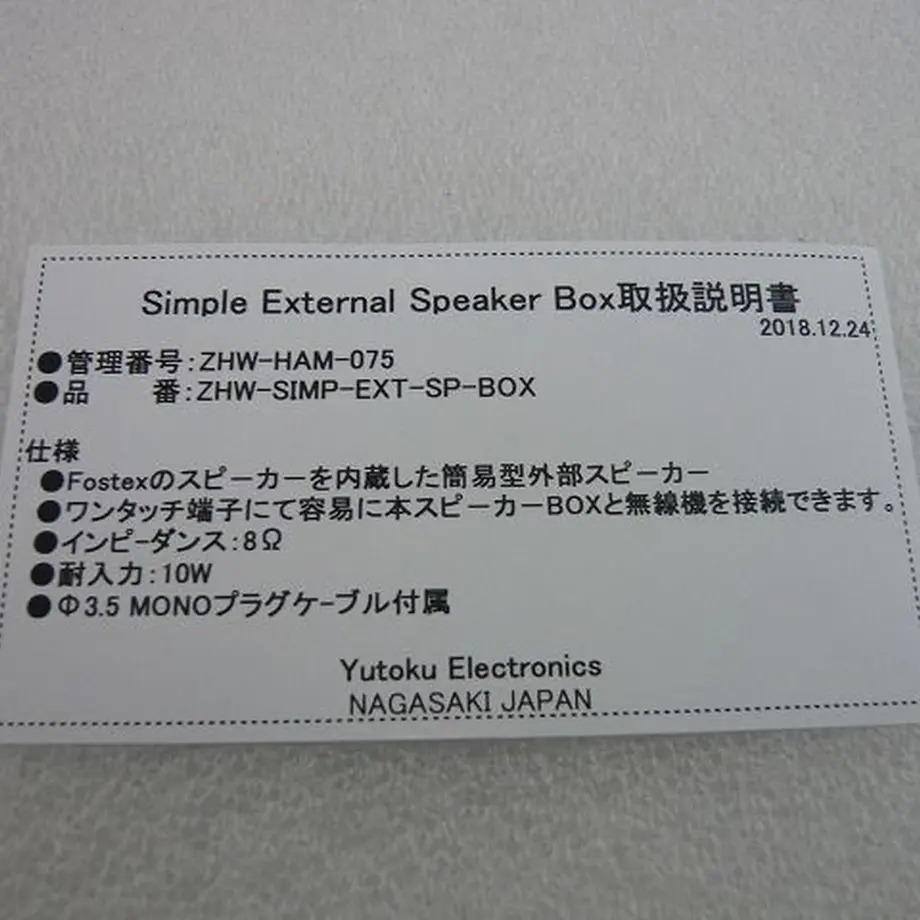 Simple External Speaker Box取扱説明書
2018.12.24
●管理番号:ZHW-HAM-075
●品　　番:ZHW-SIMP-EXT-SP-BOX
仕様
●Fostexのスピーカーを内蔵した簡易型外部スピーカー
●ワンタッチ端子にて容易に本スピーカーBOXと無線機を接続できます。
●インピｰダンス:8Ω
●耐入力:10W
●Φ3.5 MONOプラグケｰブル付属
Yutoku Electronics
NAGASAKI JAPAN